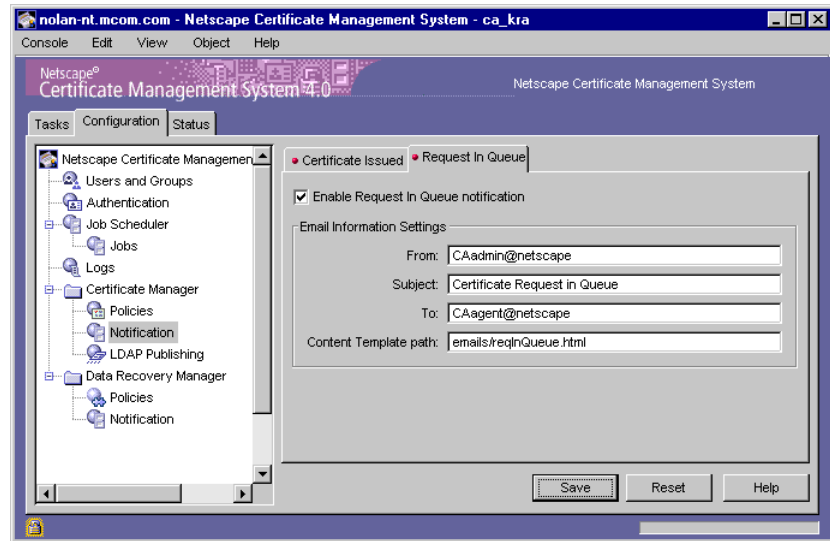 nolan-nt.mcom.com - Netscape Certificate Management System - ca_kra
Console Edit View Object Help
Netscape®
Certificate Management System 4.0
Netscape Certificate Management System
Tasks Configuration Status
Netscape Certificate Managemen
Users and Groups
Authentication
Job Scheduler
Jobs
Logs
Certificate Manager
Policies
Notification
LDAP Publishing
Data Recovery Manager
Policies
Notification
Certificate Issued Request In Queue
Enable Request In Queue notification
Email Information Settings
From: CAadmin@netscape
Subject: Certificate Request in Queue
To: CAagent@netscape
Content Template path: emails/reqInQueue.html
Save Reset Help